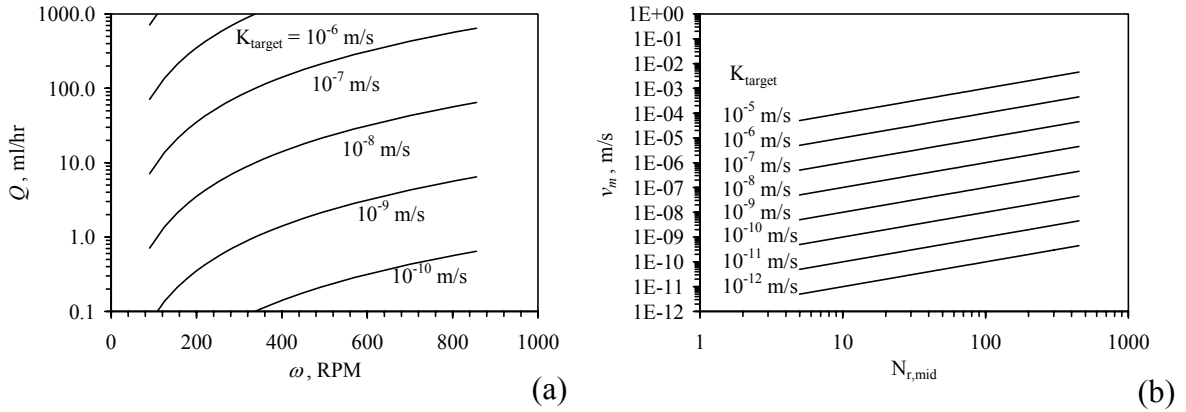 1000.0
100.0
10.0
1.0
0.1
Q, ml/hr
K_target = 10^-6 m/s
10^-7 m/s
10^-8 m/s
10^-9 m/s
10^-10 m/s
0 200 400 600 800 1000
ω, RPM
(a)
1E+00
1E-01
1E-02
1E-03
1E-04
1E-05
1E-06
1E-07
1E-08
1E-09
1E-10
1E-11
1E-12
v_m, m/s
K_target
10^-5 m/s
10^-6 m/s
10^-7 m/s
10^-8 m/s
10^-9 m/s
10^-10 m/s
10^-11 m/s
10^-12 m/s
1 10 100 1000
N_r,mid
(b)